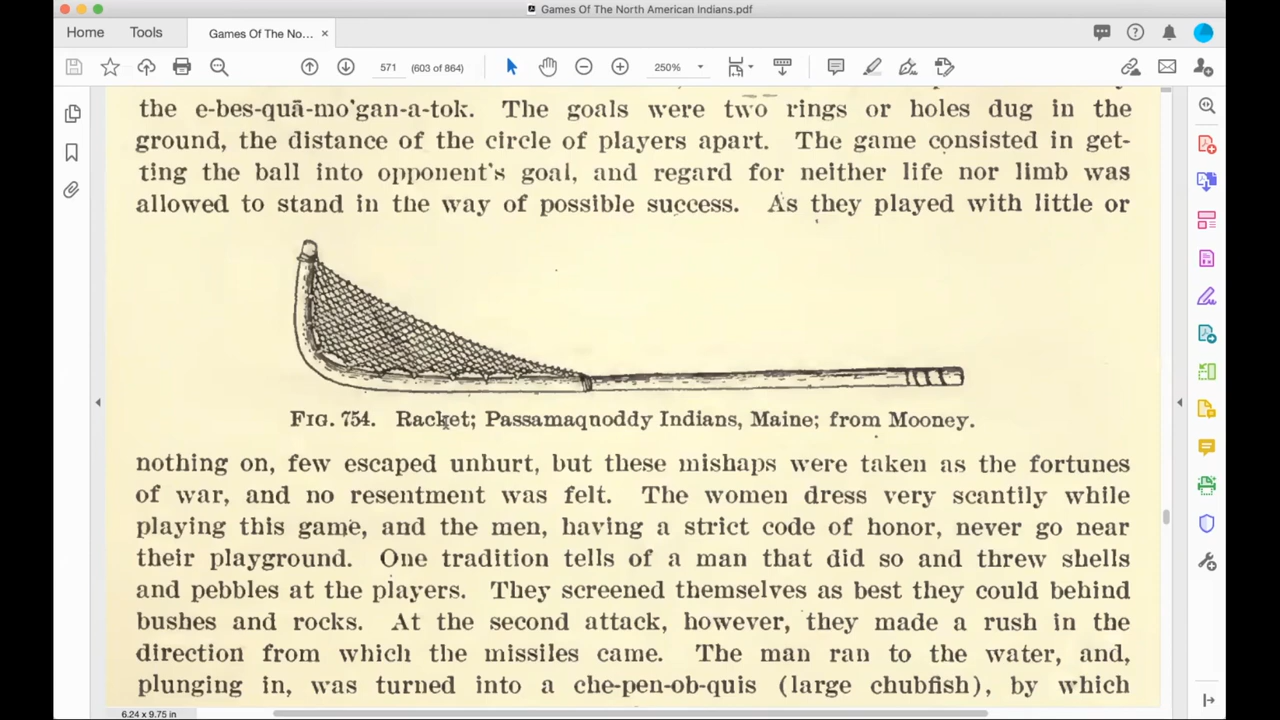 Games Of The North American Indians.pdf
Home Tools Games Of The No... ×
571 (603 of 864) 250%
the e-bes-quā-mo'gan-a-tok. The goals were two rings or holes dug in the
ground, the distance of the circle of players apart. The game consisted in get-
ting the ball into opponent's goal, and regard for neither life nor limb was
allowed to stand in the way of possible success. As they played with little or
FIG. 754. Racket; Passamaqnoddy Indians, Maine; from Mooney.
nothing on, few escaped unhurt, but these mishaps were taken as the fortunes
of war, and no resentment was felt. The women dress very scantily while
playing this game, and the men, having a strict code of honor, never go near
their playground. One tradition tells of a man that did so and threw shells
and pebbles at the players. They screened themselves as best they could behind
bushes and rocks. At the second attack, however, they made a rush in the
direction from which the missiles came. The man ran to the water, and,
plunging in, was turned into a che-pen-ob-quis (large chubfish), by which
6.24 x 9.75 in